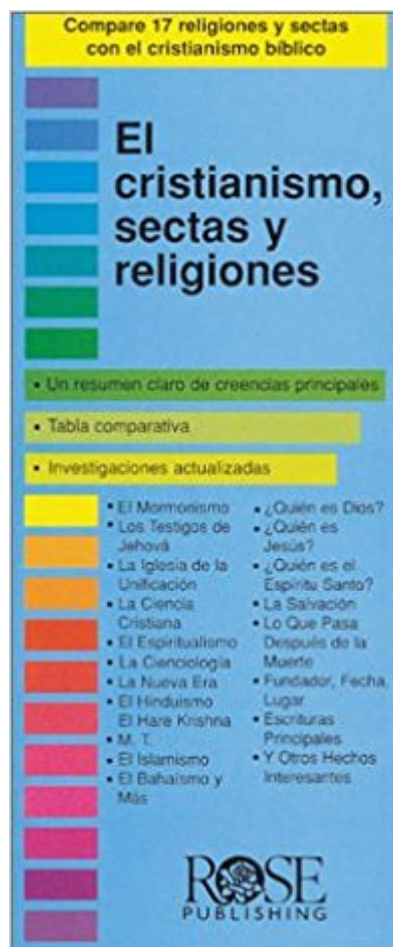 Compare 17 religiones y sectas
con el cristianismo bíblico
El
cristianismo,
sectas y
religiones
• Un resumen claro de creencias principales
• Tabla comparativa
• Investigaciones actualizadas
• El Mormonismo
• Los Testigos de
Jehová
• La Iglesia de la
Unificación
• La Ciencia
Cristiana
• El Espiritualismo
• La Cienciología
• La Nueva Era
• El Hinduismo
El Hare Krishna
• M. T.
• El Islamismo
• El Bahaísmo y
Más
• ¿Quién es Dios?
• ¿Quién es
Jesús?
• ¿Quién es el
Espíritu Santo?
• La Salvación
• Lo Que Pasa
Después de la
Muerte
• Fundador, Fecha,
Lugar
• Escrituras
Principales
• Y Otros Hechos
Interesantes
ROSE
PUBLISHING